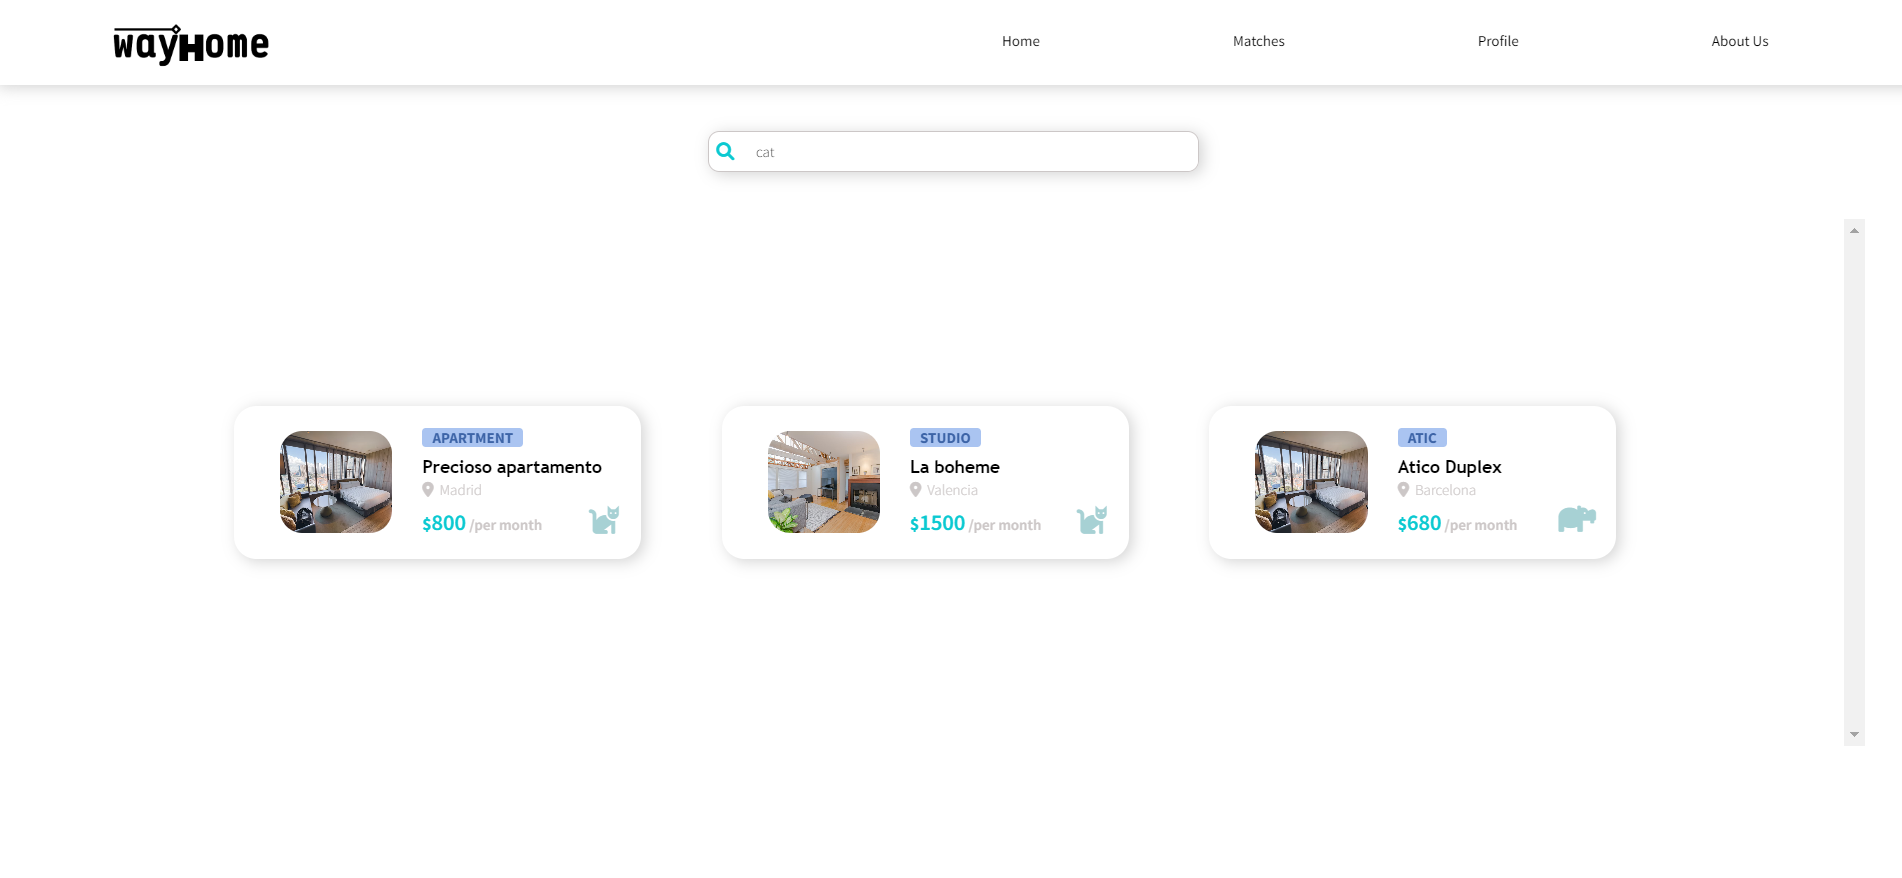 wayHome
Home
Matches
Profile
About Us
cat
APARTMENT
Precioso apartamento
Madrid
$800 /per month
STUDIO
La boheme
Valencia
$1500 /per month
ATIC
Atico Duplex
Barcelona
$680 /per month